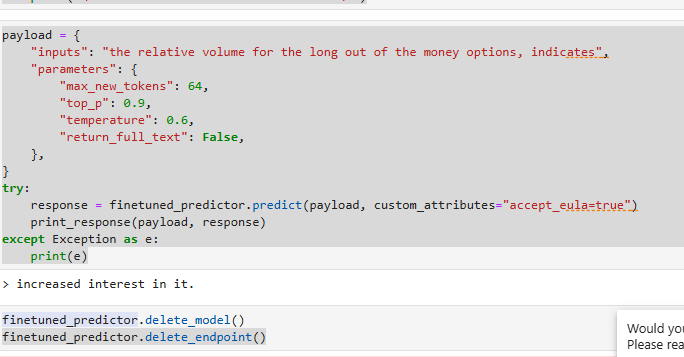 payload = {
    "inputs": "the relative volume for the long out of the money options, indicates",
    "parameters": {
        "max_new_tokens": 64,
        "top_p": 0.9,
        "temperature": 0.6,
        "return_full_text": False,
    },
}
try:
    response = finetuned_predictor.predict(payload, custom_attributes="accept_eula=true")
    print_response(payload, response)
except Exception as e:
    print(e)
> increased interest in it.
finetuned_predictor.delete_model()
finetuned_predictor.delete_endpoint()
Would you
Please rea